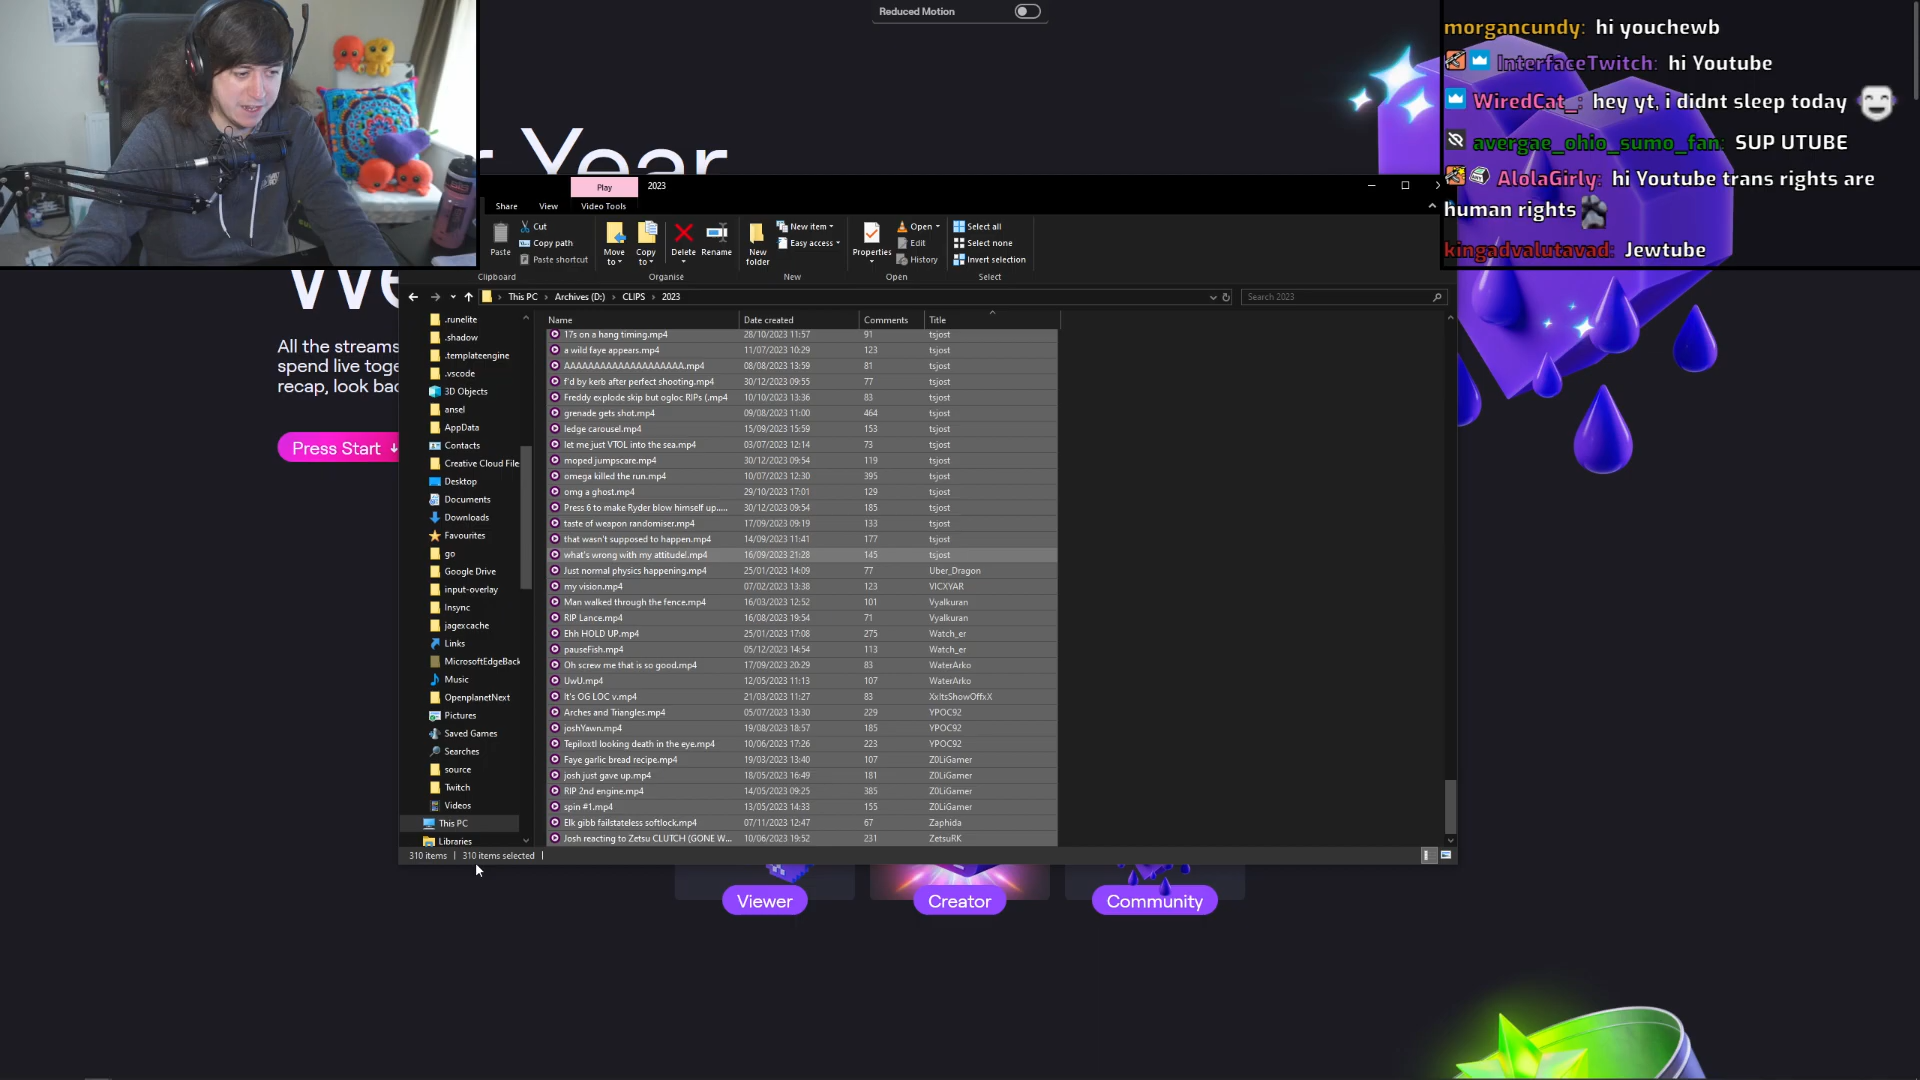 Reduced Motion
r Year
We
All the streams
spend live toge
recap, look bac
Press Start ↓
morgancundy: hi youchewb
InterfaceTwitch: hi Youtube
WiredCat_: hey yt, i didnt sleep today
avergae_ohio_sumo_fan: SUP UTUBE
AlolaGirly: hi Youtube trans rights are
human rights
kingadvalutavad: Jewtube
Play 2023
Share View Video Tools
Paste Cut Copy path Paste shortcut
Move to Copy to Delete Rename
New folder New item Easy access
Properties Open Edit History
Select all Select none Invert selection
Clipboard Organise New Open Select
This PC > Archives (D:) > CLIPS > 2023 Search 2023
Name Date created Comments Title
.runelite
.shadow
.templateengine
.vscode
3D Objects
ansel
AppData
Contacts
Creative Cloud File
Desktop
Documents
Downloads
Favourites
go
Google Drive
input-overlay
Insync
jagexcache
Links
MicrosoftEdgeBack
Music
OpenplanetNext
Pictures
Saved Games
Searches
source
Twitch
Videos
This PC
Libraries
17s on a hang timing.mp4 28/10/2023 11:57 91 tsjost
a wild faye appears.mp4 11/07/2023 10:29 123 tsjost
AAAAAAAAAAAAAAAAAAAA.mp4 08/08/2023 13:59 81 tsjost
f'd by kerb after perfect shooting.mp4 30/12/2023 09:55 77 tsjost
Freddy explode skip but ogloc RIPs (.mp4 10/10/2023 13:36 83 tsjost
grenade gets shot.mp4 09/08/2023 11:00 464 tsjost
ledge carousel.mp4 15/09/2023 15:59 153 tsjost
let me just VTOL into the sea.mp4 03/07/2023 12:14 73 tsjost
moped jumpscare.mp4 30/12/2023 09:54 119 tsjost
omega killed the run.mp4 10/07/2023 12:30 395 tsjost
omg a ghost.mp4 29/10/2023 17:01 129 tsjost
Press 6 to make Ryder blow himself up..... 30/12/2023 09:54 185 tsjost
taste of weapon randomiser.mp4 17/09/2023 09:19 133 tsjost
that wasn't supposed to happen.mp4 14/09/2023 11:41 177 tsjost
what's wrong with my attitude!.mp4 16/09/2023 21:28 145 tsjost
Just normal physics happening.mp4 25/01/2023 14:09 77 Uber_Dragon
my vision.mp4 07/02/2023 13:38 123 VICXYAR
Man walked through the fence.mp4 16/03/2023 12:52 101 Vyalkuran
RIP Lance.mp4 16/08/2023 19:54 71 Vyalkuran
Ehh HOLD UP.mp4 25/01/2023 17:08 275 Watch_er
pauseFish.mp4 05/12/2023 14:54 113 Watch_er
Oh screw me that is so good.mp4 17/09/2023 20:29 83 WaterArko
UwU.mp4 12/05/2023 11:13 107 WaterArko
It's OG LOC v.mp4 21/03/2023 11:27 83 XxItsShowOffxX
Arches and Triangles.mp4 05/07/2023 13:30 229 YPOC92
joshYawn.mp4 19/08/2023 18:57 185 YPOC92
Tepiloxtl looking death in the eye.mp4 10/06/2023 17:26 223 YPOC92
Faye garlic bread recipe.mp4 19/03/2023 13:40 107 Z0LiGamer
josh just gave up.mp4 18/05/2023 16:49 181 Z0LiGamer
RIP 2nd engine.mp4 14/05/2023 09:25 385 Z0LiGamer
spin #1.mp4 13/05/2023 14:33 155 Z0LiGamer
Elk gibb failstateless softlock.mp4 07/11/2023 12:47 67 Zaphida
Josh reacting to Zetsu CLUTCH (GONE W... 10/06/2023 19:52 231 ZetsuRK
310 items 310 items selected
Viewer
Creator
Community